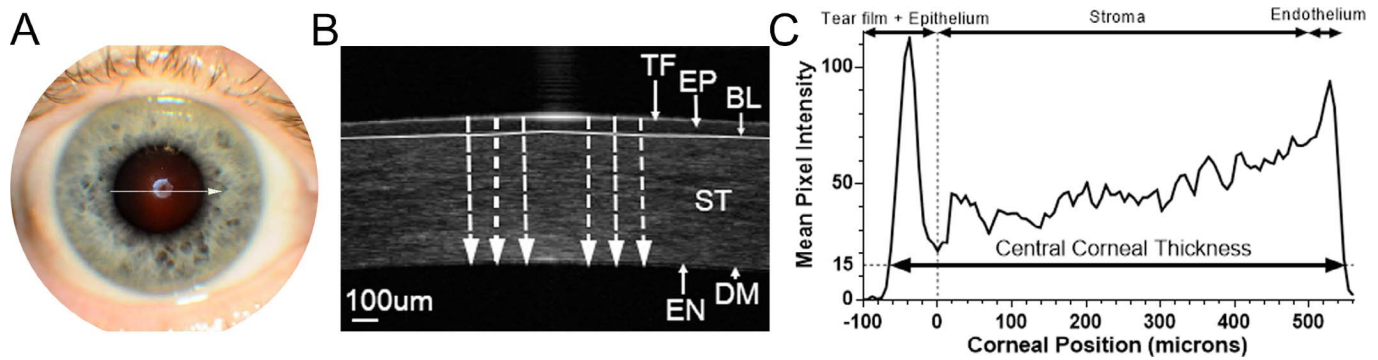 A
B
TF
EP
BL
ST
100um
EN
DM
C
Tear film + Epithelium
Stroma
Endothelium
Mean Pixel Intensity
100
50
15
0
Central Corneal Thickness
-100 0 100 200 300 400 500
Corneal Position (microns)